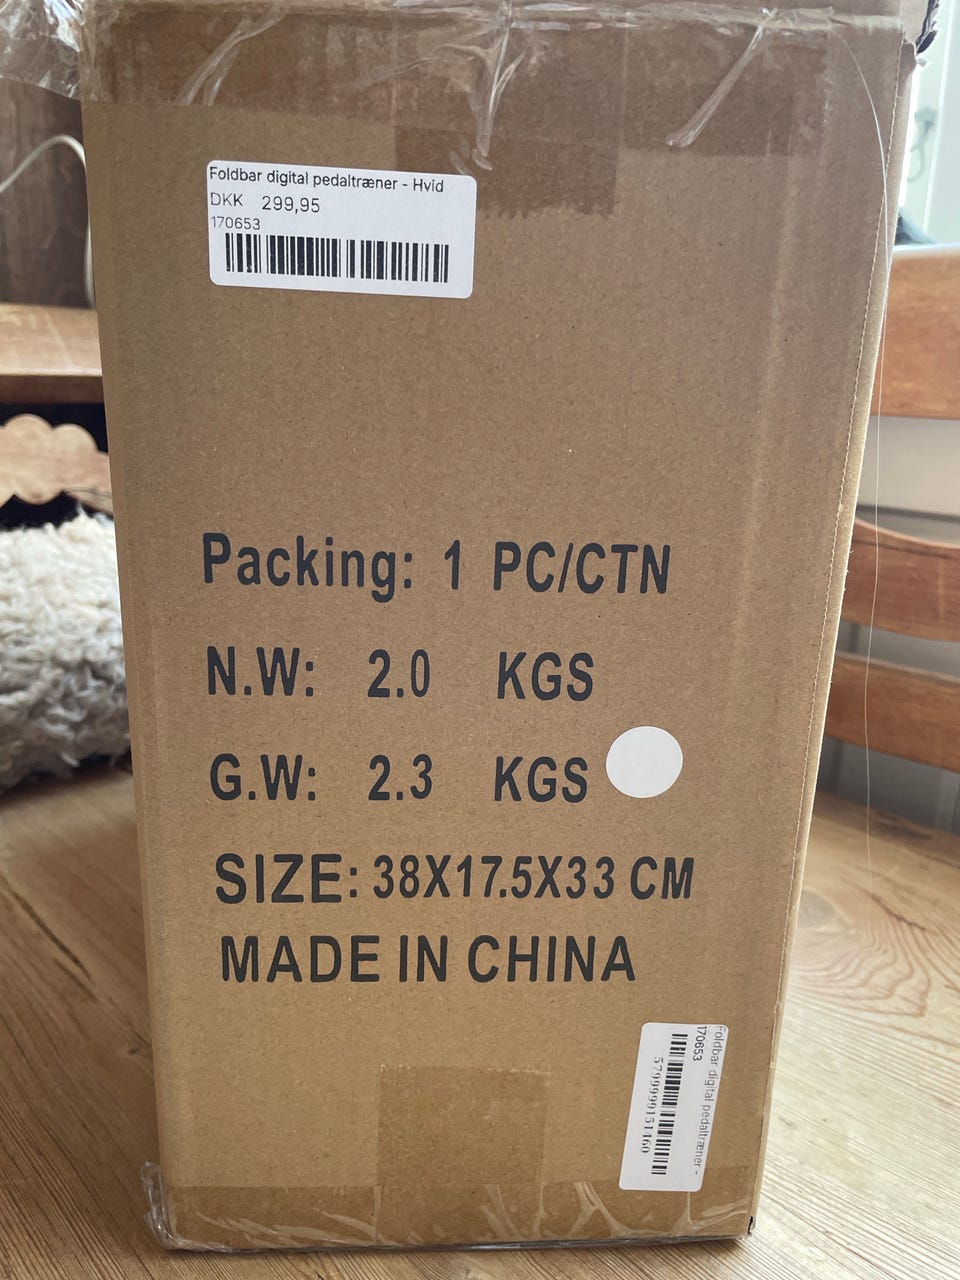 Foldbar digital pedaltræner - Hvid
DKK 299,95
170653
Packing: 1 PC/CTN
N.W: 2.0 KGS
G.W: 2.3 KGS
SIZE: 38X17.5X33 CM
MADE IN CHINA
Foldbar digital pedaltræner -
170653
5799999151460